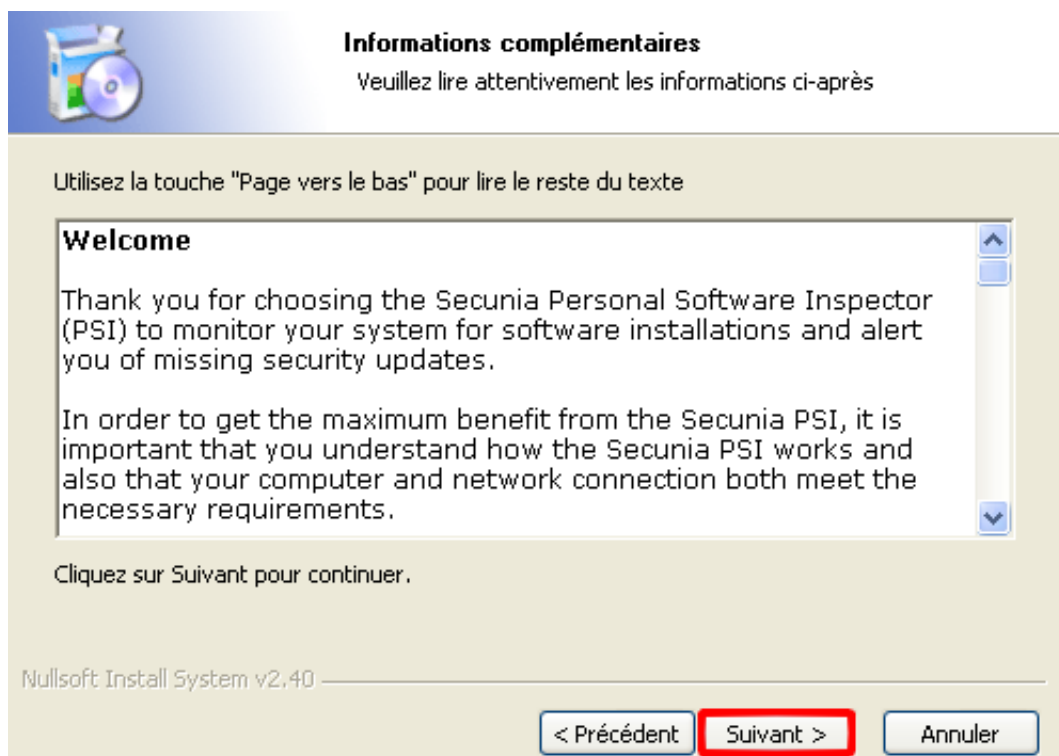 Informations complémentaires
Veuillez lire attentivement les informations ci-après
Utilisez la touche "Page vers le bas" pour lire le reste du texte
Welcome
Thank you for choosing the Secunia Personal Software Inspector
(PSI) to monitor your system for software installations and alert
you of missing security updates.
In order to get the maximum benefit from the Secunia PSI, it is
important that you understand how the Secunia PSI works and
also that your computer and network connection both meet the
necessary requirements.
Cliquez sur Suivant pour continuer.
Nullsoft Install System v2.40
< Précédent Suivant > Annuler